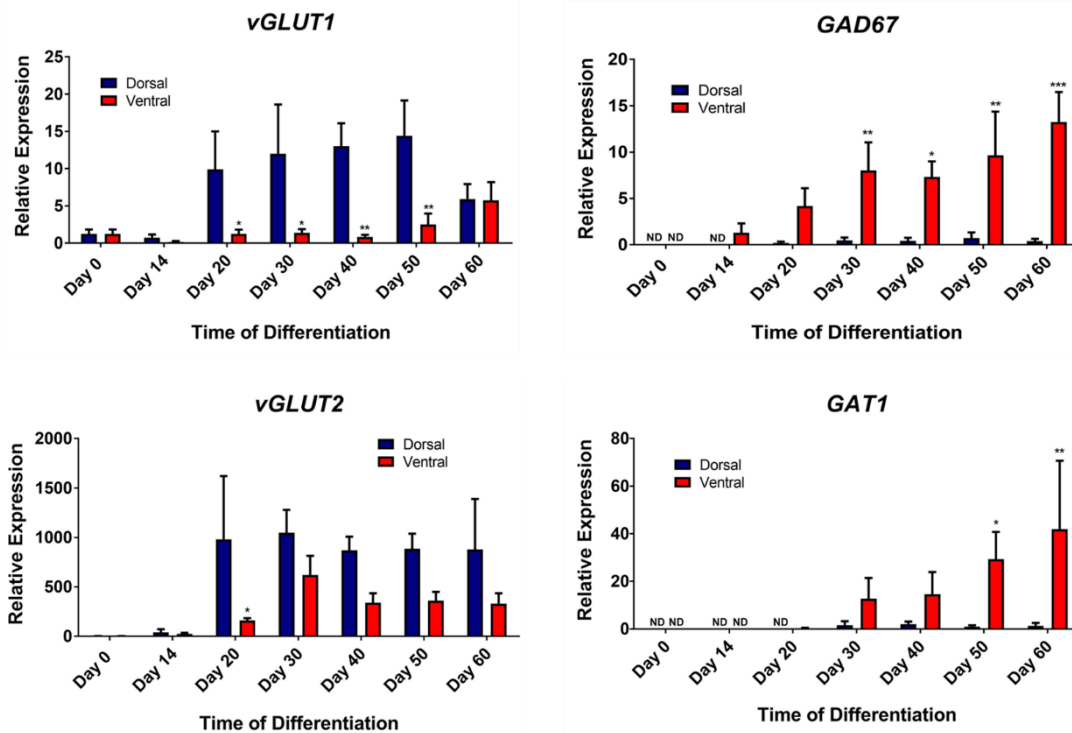 vGLUT1
Relative Expression
25
20
15
10
5
0
Dorsal
Ventral
*
*
**
**
Day 0
Day 14
Day 20
Day 30
Day 40
Day 50
Day 60
Time of Differentiation
GAD67
Relative Expression
20
15
10
5
0
Dorsal
Ventral
ND ND
ND
**
*
**
***
Day 0
Day 14
Day 20
Day 30
Day 40
Day 50
Day 60
Time of Differentiation
vGLUT2
Relative Expression
2000
1500
1000
500
0
Dorsal
Ventral
*
Day 0
Day 14
Day 20
Day 30
Day 40
Day 50
Day 60
Time of Differentiation
GAT1
Relative Expression
80
60
40
20
0
Dorsal
Ventral
ND ND
ND ND
ND
*
**
Day 0
Day 14
Day 20
Day 30
Day 40
Day 50
Day 60
Time of Differentiation